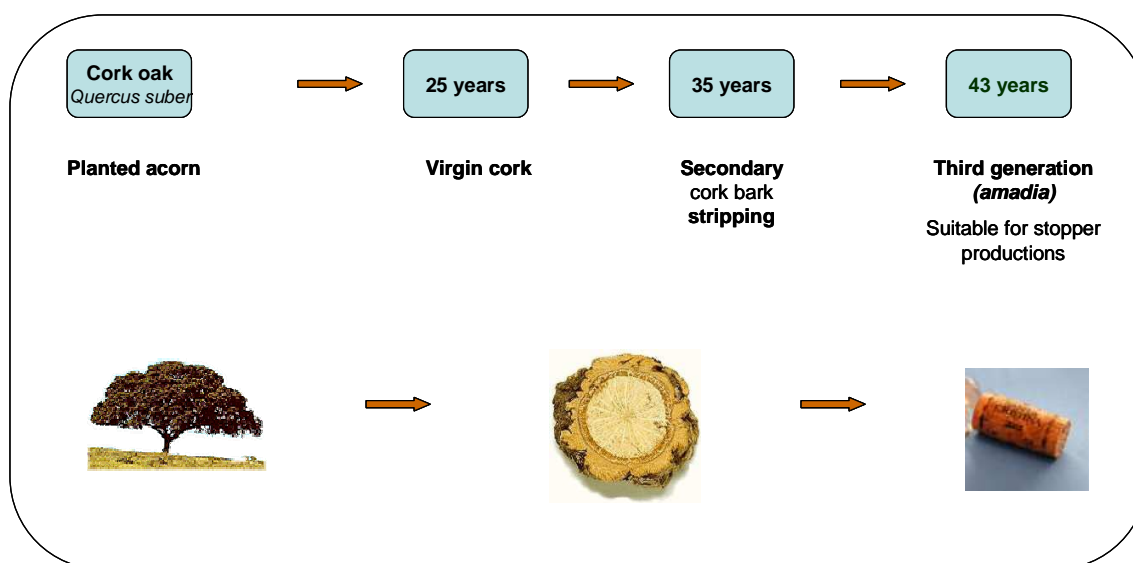 Cork oak
Quercus suber
25 years
35 years
43 years
Planted acorn
Virgin cork
Secondary
cork bark
stripping
Third generation
(amadia)
Suitable for stopper
productions